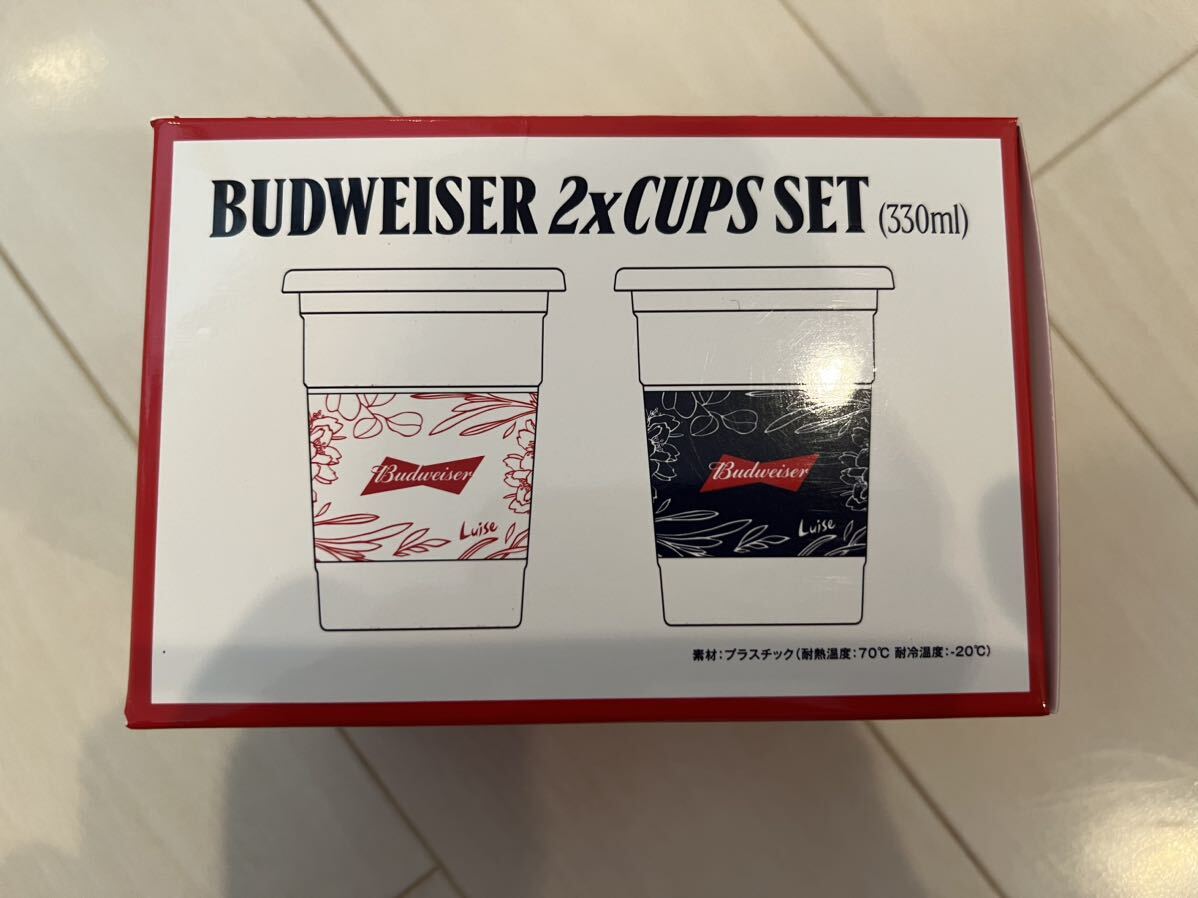 BUDWEISER 2xCUPS SET (330ml)
Budweiser
Luise
Budweiser
Luise
素材:プラスチック(耐熱温度:70℃ 耐冷温度:-20℃)